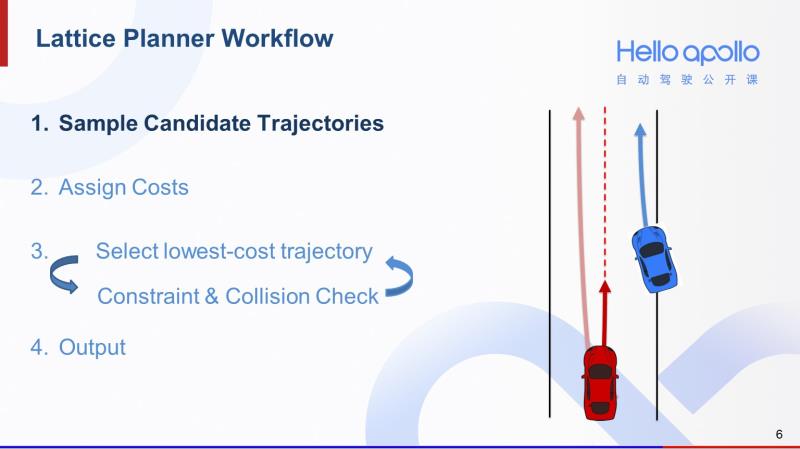 Lattice Planner Workflow
Hello apollo
自动驾驶公开课
1. Sample Candidate Trajectories
2. Assign Costs
3. Select lowest-cost trajectory
Constraint & Collision Check
4. Output
6